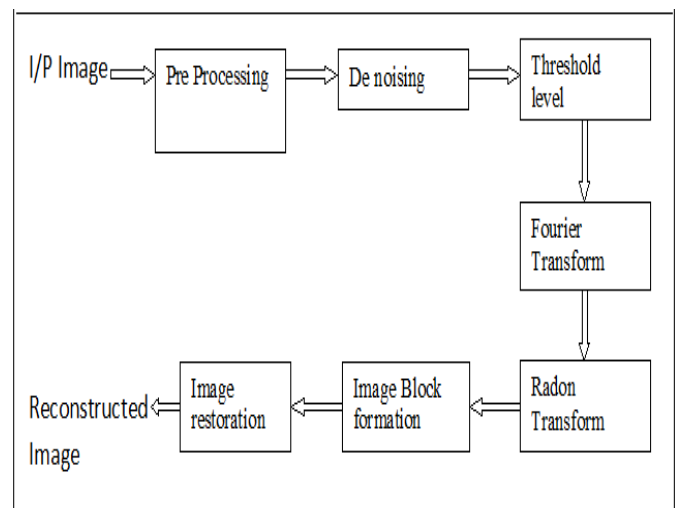 I/P Image
Pre Processing
De noising
Threshold
level
Fourier
Transform
Radon
Transform
Image Block
formation
Image
restoration
Reconstructed
Image